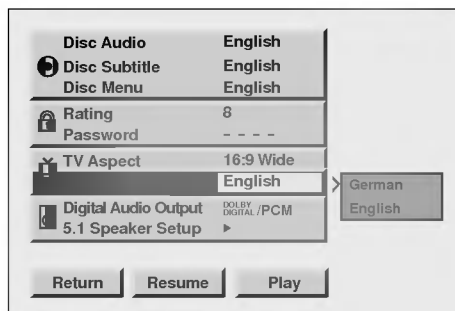 Disc Audio English
Disc Subtitle English
Disc Menu English
Rating 8
Password - - - -
TV Aspect 16:9 Wide
English
German
English
Digital Audio Output DOLBY DIGITAL /PCM
5.1 Speaker Setup ►
Return Resume Play